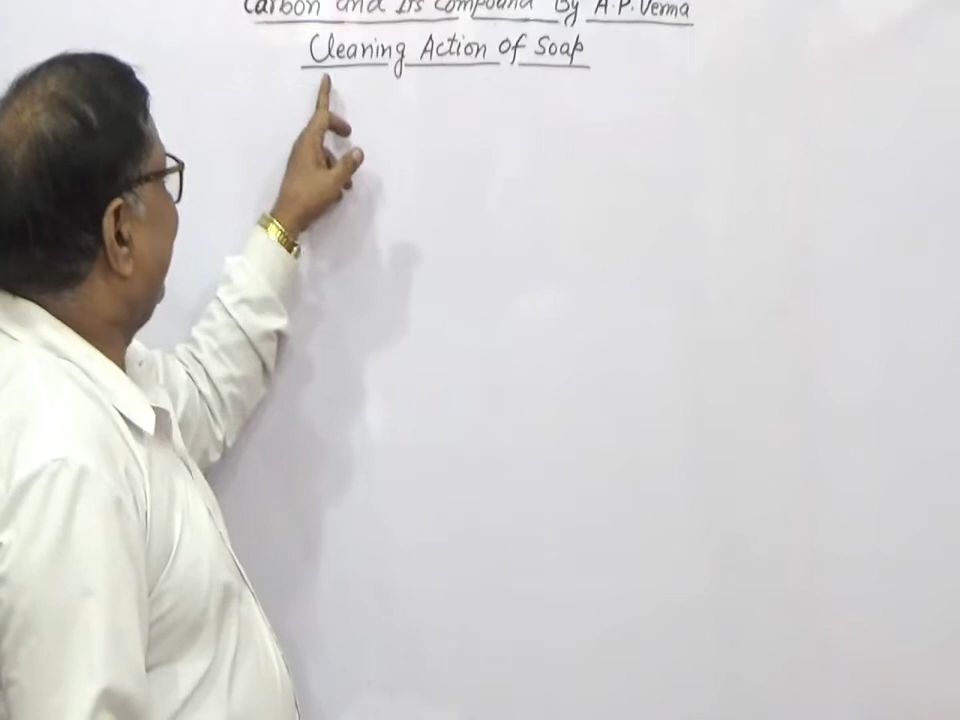 Carbon and Its Compound By A.P. Verma
Cleaning Action Of Soap